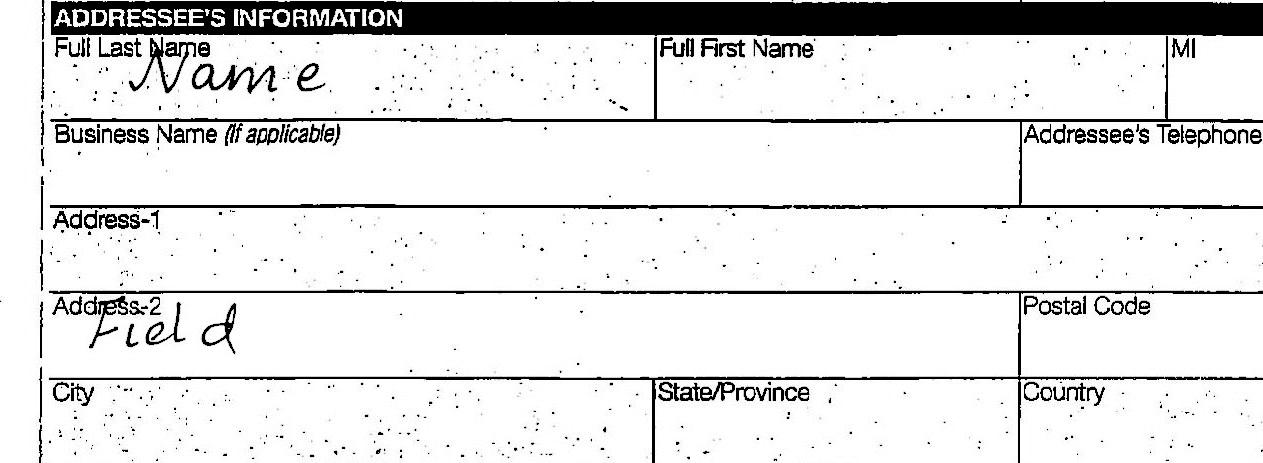 ADDRESSEE'S INFORMATION
Full Last Name Full First Name MI
Name
Business Name (If applicable) Addressee's Telephone
Address-1
Address-2 Postal Code
Field
City State/Province Country